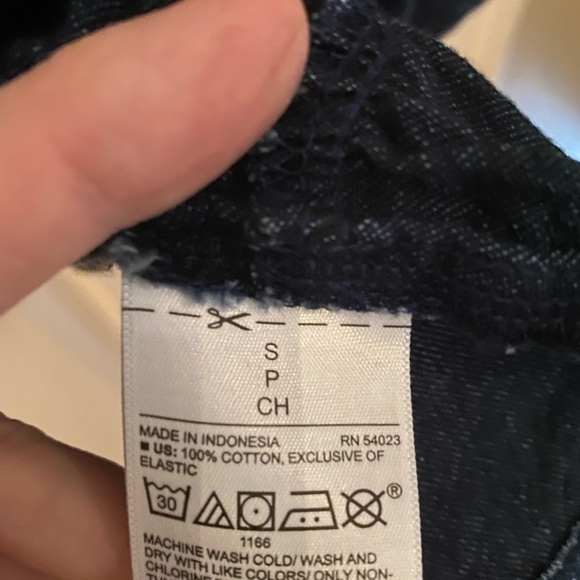 S
P
CH
MADE IN INDONESIA RN 54023
■ US: 100% COTTON, EXCLUSIVE OF
ELASTIC
30 ®
1166
MACHINE WASH COLD/ WASH AND
DRY WITH LIKE COLORS/ ONLY NON-